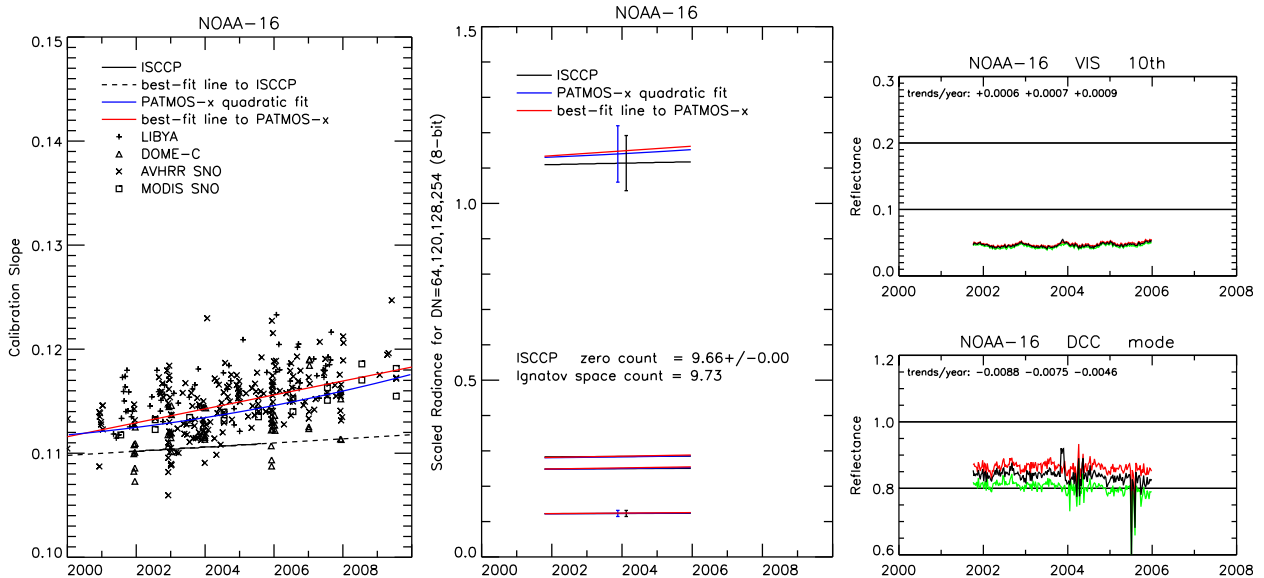 NOAA-16
0.15
0.14
0.13
0.12
0.11
0.10
Calibration Slope
ISCCP
best-fit line to ISCCP
PATMOS-x quadratic fit
best-fit line to PATMOS-x
LIBYA
DOME-C
AVHRR SNO
MODIS SNO
2000 2002 2004 2006 2008
NOAA-16
1.5
1.0
0.5
0.0
Scaled Radiance for DN=64,120,128,254 (8-bit)
ISCCP
PATMOS-x quadratic fit
best-fit line to PATMOS-x
ISCCP zero count = 9.66+/-0.00
Ignatov space count = 9.73
2000 2002 2004 2006 2008
NOAA-16 VIS 10th
0.3
0.2
0.1
0.0
Reflectance
trends/year: +0.0006 +0.0007 +0.0009
2000 2002 2004 2006 2008
NOAA-16 DCC mode
1.2
1.0
0.8
0.6
Reflectance
trends/year: -0.0088 -0.0075 -0.0046
2000 2002 2004 2006 2008